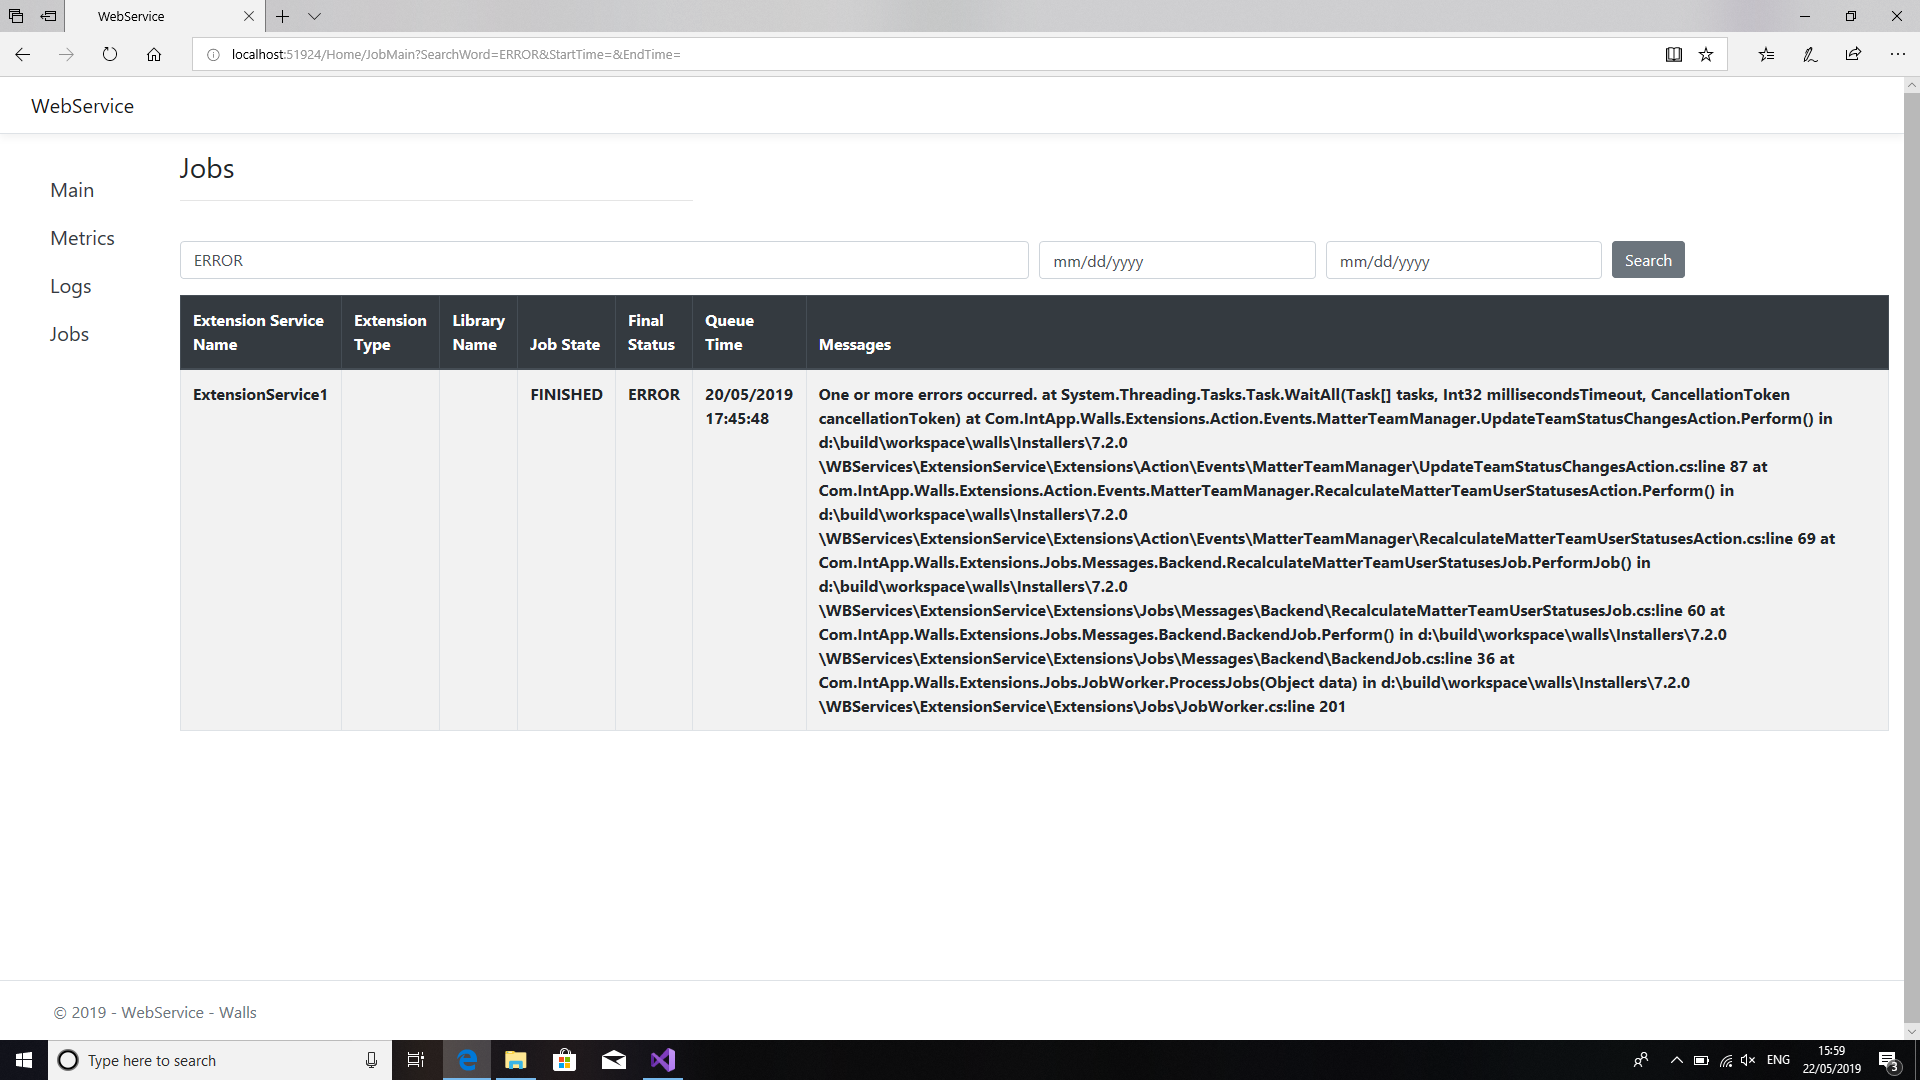 WebService
localhost:51924/Home/JobMain?SearchWord=ERROR&StartTime=&EndTime=
WebService
Main
Metrics
Logs
Jobs
Jobs
ERROR
mm/dd/yyyy
mm/dd/yyyy
Search
Extension Service Name
Extension Type
Library Name
Job State
Final Status
Queue Time
Messages
ExtensionService1
FINISHED
ERROR
20/05/2019
17:45:48
One or more errors occurred. at System.Threading.Tasks.Task.WaitAll(Task[] tasks, Int32 millisecondsTimeout, CancellationToken
cancellationToken) at Com.IntApp.Walls.Extensions.Action.Events.MatterTeamManager.UpdateTeamStatusChangesAction.Perform() in
d:\build\workspace\walls\Installers\7.2.0
\WBServices\ExtensionService\Extensions\Action\Events\MatterTeamManager\UpdateTeamStatusChangesAction.cs:line 87 at
Com.IntApp.Walls.Extensions.Action.Events.MatterTeamManager.RecalculateMatterTeamUserStatusesAction.Perform() in
d:\build\workspace\walls\Installers\7.2.0
\WBServices\ExtensionService\Extensions\Action\Events\MatterTeamManager\RecalculateMatterTeamUserStatusesAction.cs:line 69 at
Com.IntApp.Walls.Extensions.Jobs.Messages.Backend.RecalculateMatterTeamUserStatusesJob.PerformJob() in
d:\build\workspace\walls\Installers\7.2.0
\WBServices\ExtensionService\Extensions\Jobs\Messages\Backend\RecalculateMatterTeamUserStatusesJob.cs:line 60 at
Com.IntApp.Walls.Extensions.Jobs.Messages.Backend.BackendJob.Perform() in d:\build\workspace\walls\Installers\7.2.0
\WBServices\ExtensionService\Extensions\Jobs\Messages\Backend\BackendJob.cs:line 36 at
Com.IntApp.Walls.Extensions.Jobs.JobWorker.ProcessJobs(Object data) in d:\build\workspace\walls\Installers\7.2.0
\WBServices\ExtensionService\Extensions\Jobs\JobWorker.cs:line 201
© 2019 - WebService - Walls
Type here to search
ENG
15:59
22/05/2019
3